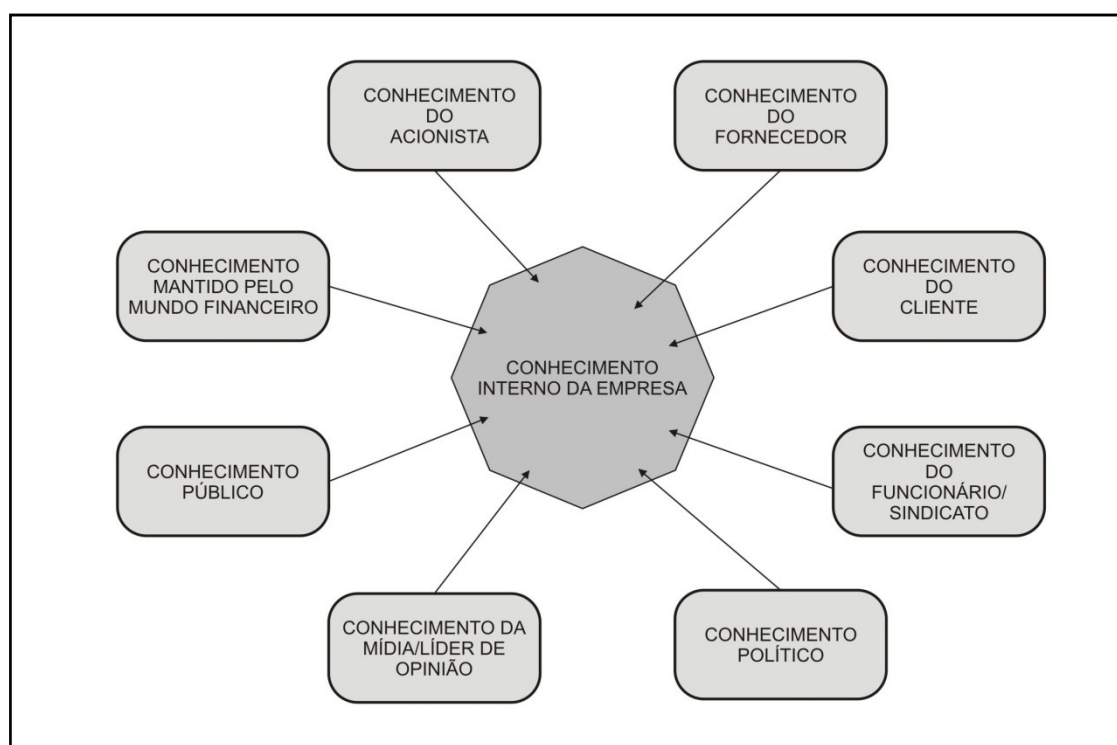 CONHECIMENTO
DO
ACIONISTA
CONHECIMENTO
DO
FORNECEDOR
CONHECIMENTO
MANTIDO PELO
MUNDO FINANCEIRO
CONHECIMENTO
DO
CLIENTE
CONHECIMENTO
INTERNO DA EMPRESA
CONHECIMENTO
PÚBLICO
CONHECIMENTO
DO
FUNCIONÁRIO/
SINDICATO
CONHECIMENTO DA
MÍDIA/LÍDER DE
OPINIÃO
CONHECIMENTO
POLÍTICO